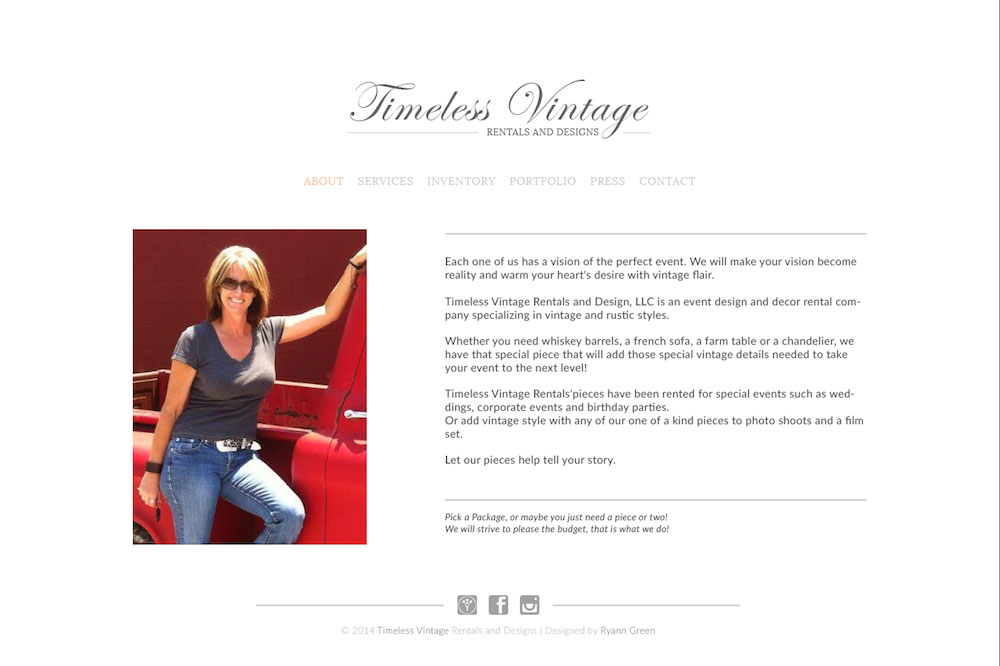 Timeless Vintage
RENTALS AND DESIGNS
ABOUT SERVICES INVENTORY PORTFOLIO PRESS CONTACT
Each one of us has a vision of the perfect event. We will make your vision become
reality and warm your heart's desire with vintage flair.
Timeless Vintage Rentals and Design, LLC is an event design and decor rental com-
pany specializing in vintage and rustic styles.
Whether you need whiskey barrels, a french sofa, a farm table or a chandelier, we
have that special piece that will add those special vintage details needed to take
your event to the next level!
Timeless Vintage Rentals'pieces have been rented for special events such as wed-
dings, corporate events and birthday parties.
Or add vintage style with any of our one of a kind pieces to photo shoots and a film
set.
Let our pieces help tell your story.
Pick a Package, or maybe you just need a piece or two!
We will strive to please the budget, that is what we do!
© 2014 Timeless Vintage Rentals and Designs | Designed by Ryann Green